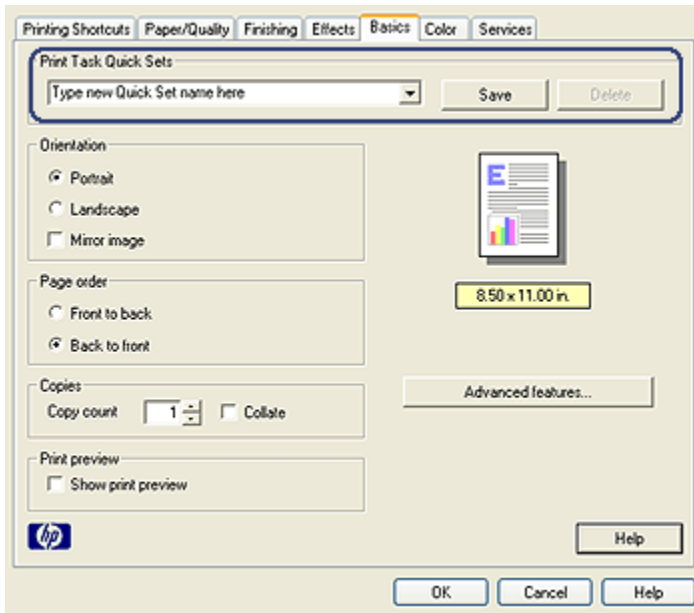 Printing Shortcuts Paper/Quality Finishing Effects Basics Color Services
Print Task Quick Sets
Type new Quick Set name here Save Delete
Orientation
Portrait
Landscape
Mirror image
E
8.50 x 11.00 in.
Page order
Front to back
Back to front
Copies
Copy count 1 Collate
Advanced features...
Print preview
Show print preview
hp
Help
OK Cancel Help